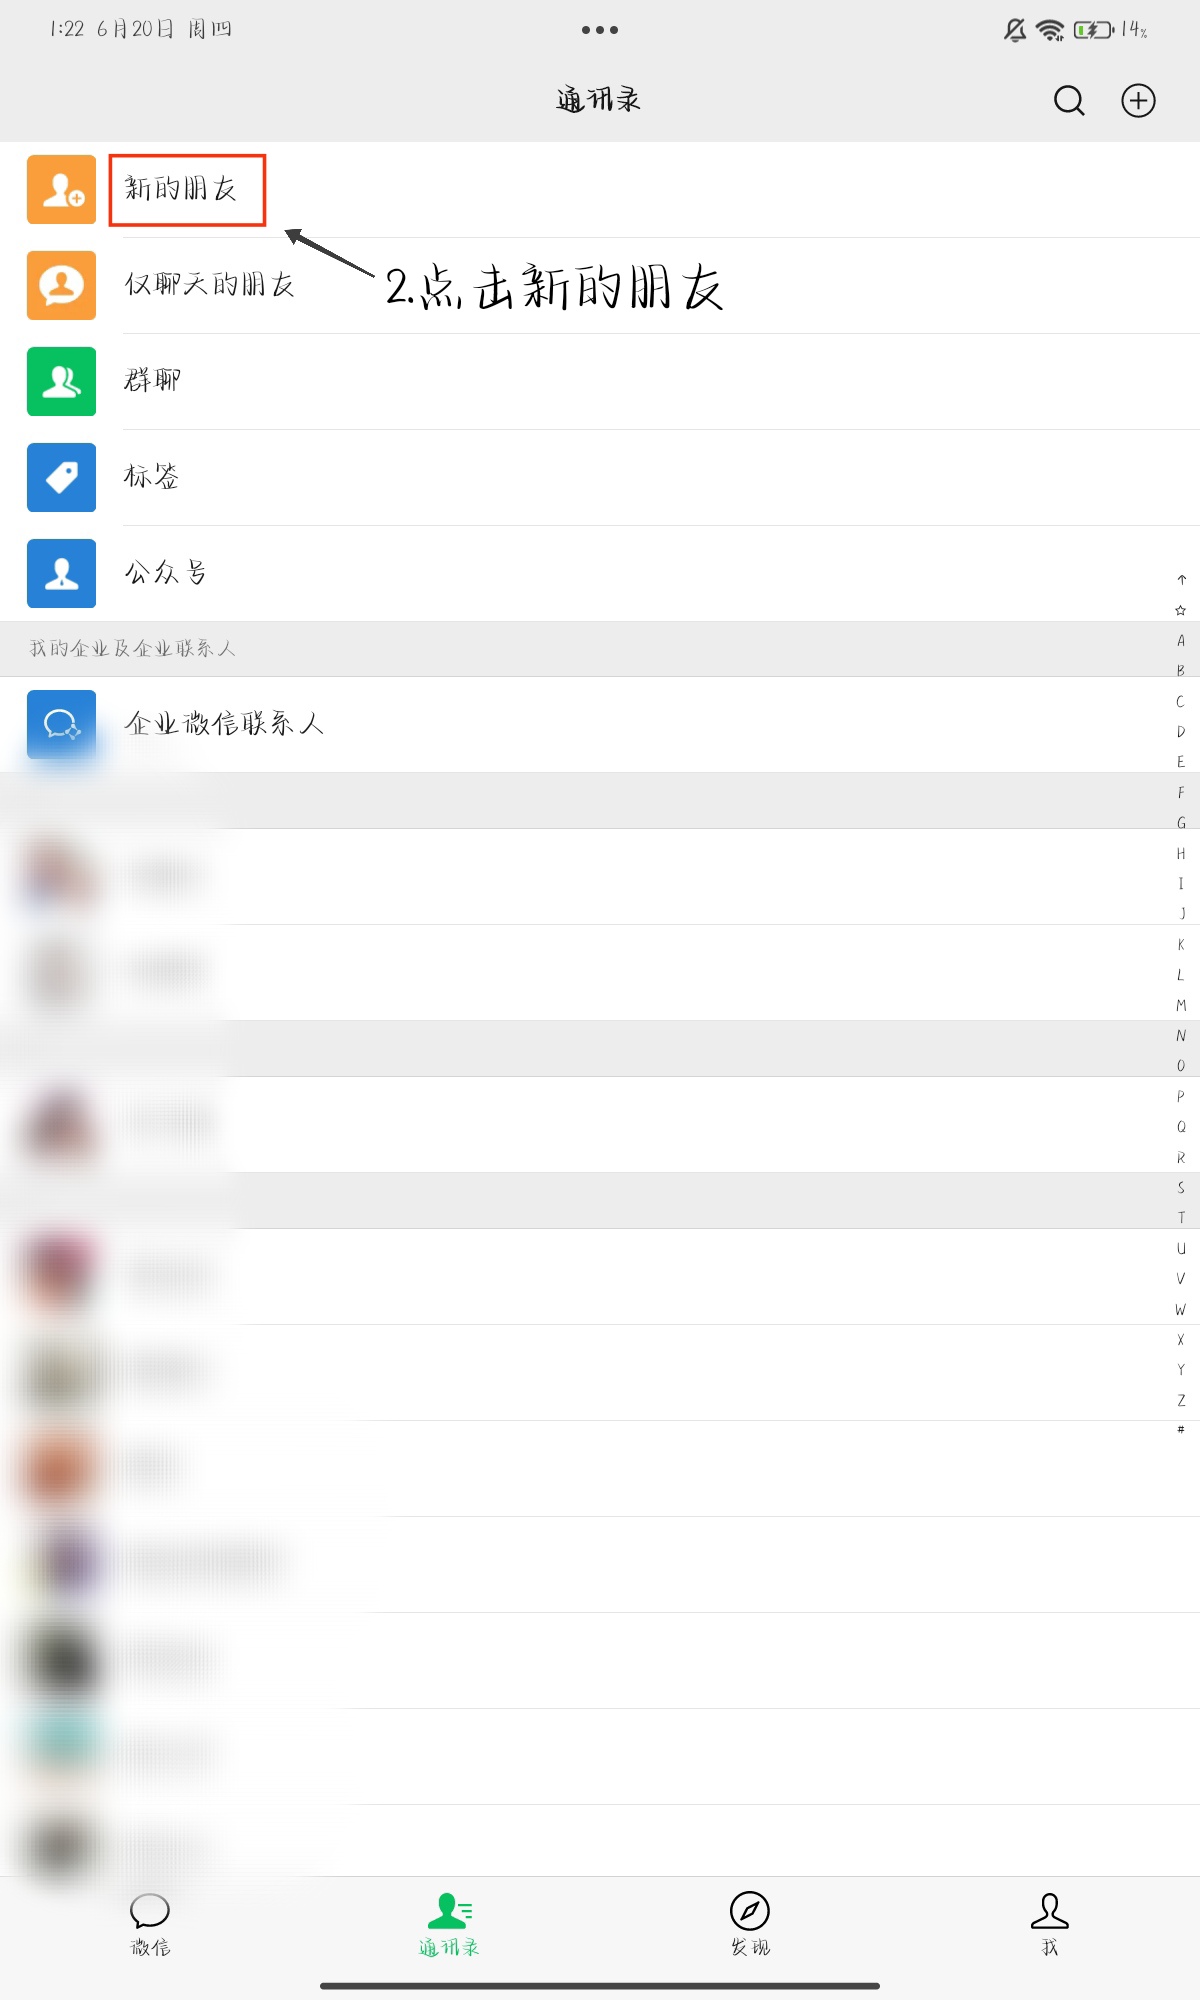 1:22 6月20日 周四
14%
通讯录
新的朋友
仅聊天的朋友
2.点击新的朋友
群聊
标签
公众号
我的企业及企业联系人
企业微信联系人
A
B
C
D
E
F
G
H
I
J
K
L
M
N
O
P
Q
R
S
T
U
V
W
X
Y
Z
#
微信
通讯录
发现
我